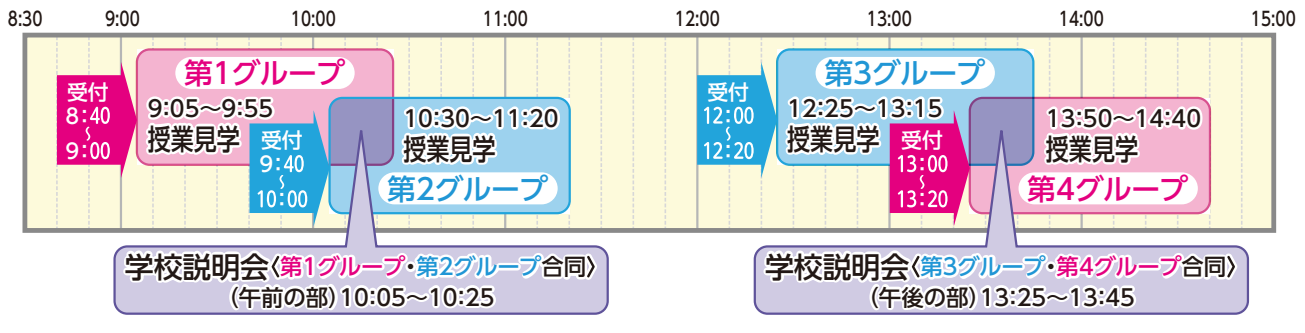 8:30 9:00 10:00 11:00 12:00 13:00 14:00 15:00
受付
8:40
〜
9:00
第1グループ
9:05〜9:55
授業見学
受付
9:40
〜
10:00
10:30〜11:20
授業見学
第2グループ
受付
12:00
〜
12:20
第3グループ
12:25〜13:15
授業見学
受付
13:00
〜
13:20
13:50〜14:40
授業見学
第4グループ
学校説明会〈第1グループ・第2グループ合同〉
(午前の部)10:05〜10:25
学校説明会〈第3グループ・第4グループ合同〉
(午後の部)13:25〜13:45